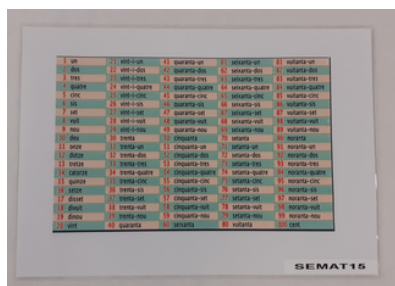 1 un 21 vint-i-un 41 quaranta-un 61 seixanta-un 81 vuitanta-un
2 dos 22 vint-i-dos 42 quaranta-dos 62 seixanta-dos 82 vuitanta-dos
3 tres 23 vint-i-tres 43 quaranta-tres 63 seixanta-tres 83 vuitanta-tres
4 quatre 24 vint-i-quatre 44 quaranta-quatre 64 seixanta-quatre 84 vuitanta-quatre
5 cinc 25 vint-i-cinc 45 quaranta-cinc 65 seixanta-cinc 85 vuitanta-cinc
6 sis 26 vint-i-sis 46 quaranta-sis 66 seixanta-sis 86 vuitanta-sis
7 set 27 vint-i-set 47 quaranta-set 67 seixanta-set 87 vuitanta-set
8 vuit 28 vint-i-vuit 48 quaranta-vuit 68 seixanta-vuit 88 vuitanta-vuit
9 nou 29 vint-i-nou 49 quaranta-nou 69 seixanta-nou 89 vuitanta-nou
10 deu 30 trenta 50 cinquanta 70 setanta 90 noranta
11 onze 31 trenta-un 51 cinquanta-un 71 setanta-un 91 noranta-un
12 dotze 32 trenta-dos 52 cinquanta-dos 72 setanta-dos 92 noranta-dos
13 tretze 33 trenta-tres 53 cinquanta-tres 73 setanta-tres 93 noranta-tres
14 catorze 34 trenta-quatre 54 cinquanta-quatre 74 setanta-quatre 94 noranta-quatre
15 quinze 35 trenta-cinc 55 cinquanta-cinc 75 setanta-cinc 95 noranta-cinc
16 setze 36 trenta-sis 56 cinquanta-sis 76 setanta-sis 96 noranta-sis
17 disset 37 trenta-set 57 cinquanta-set 77 setanta-set 97 noranta-set
18 divuit 38 trenta-vuit 58 cinquanta-vuit 78 setanta-vuit 98 noranta-vuit
19 dinou 39 trenta-nou 59 cinquanta-nou 79 setanta-nou 99 noranta-nou
20 vint 40 quaranta 60 seixanta 80 vuitanta 100 cent
SEMAT15